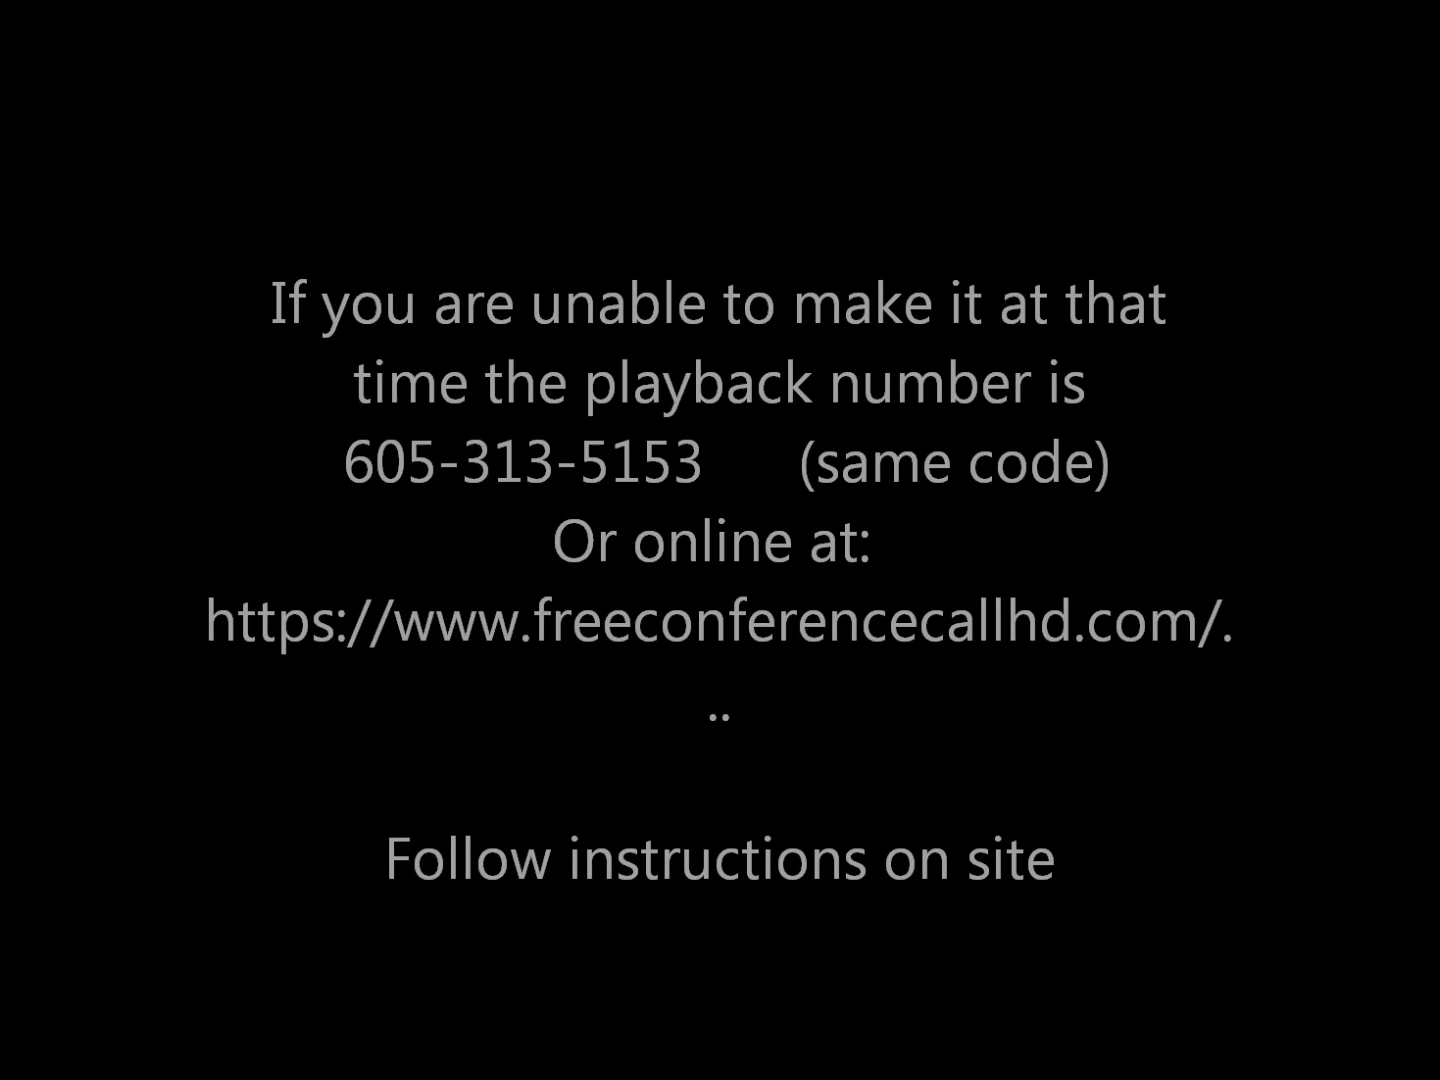 If you are unable to make it at that
time the playback number is
605-313-5153 (same code)
Or online at:
https://www.freeconferencecallhd.com/.
..
Follow instructions on site